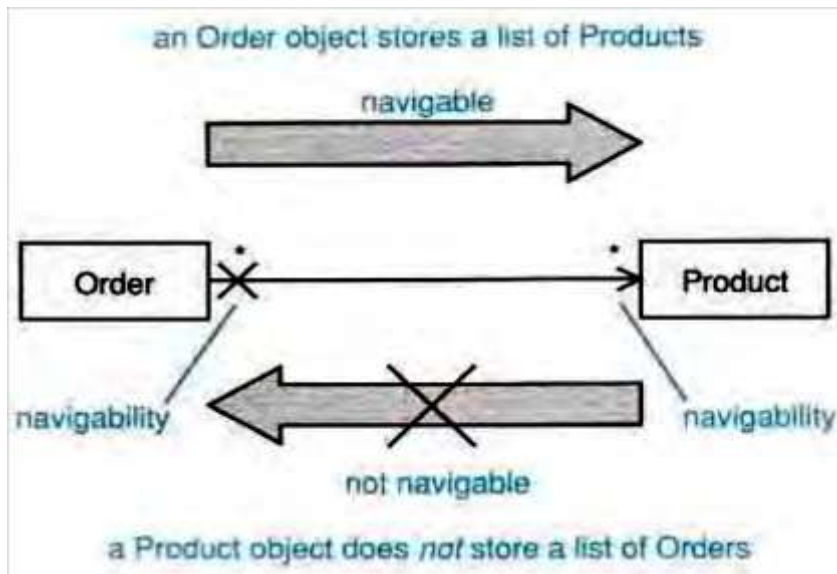 an Order object stores a list of Products
navigable
* *
Order Product
navigability navigability
not navigable
a Product object does not store a list of Orders